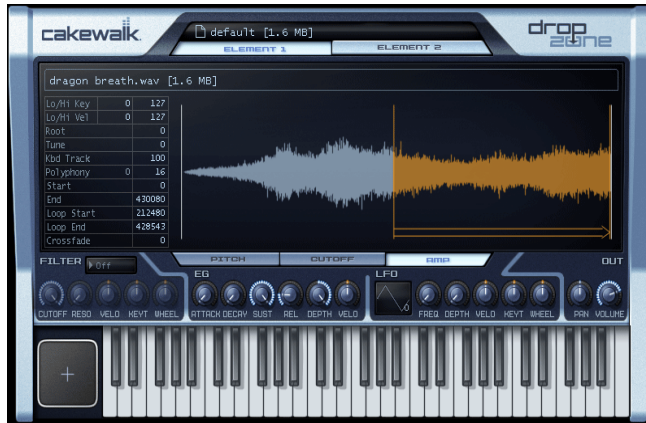 cakewalk.
default [1.6 MB]
drop
zone
ELEMENT 1
ELEMENT 2
dragon breath.wav [1.6 MB]
Lo/Hi Key 0 127
Lo/Hi Vel 0 127
Root 0
Tune 0
Kbd Track 100
Polyphony 0 16
Start 0
End 430080
Loop Start 212480
Loop End 428543
Crossfade 0
FILTER Off
PITCH CUTOFF AMP
OUT
EG
LFO
6
CUTOFF RESO VELO KEYT WHEEL ATTACK DECAY SUST REL DEPTH VELO FREQ DEPTH VELO KEYT WHEEL PAN VOLUME